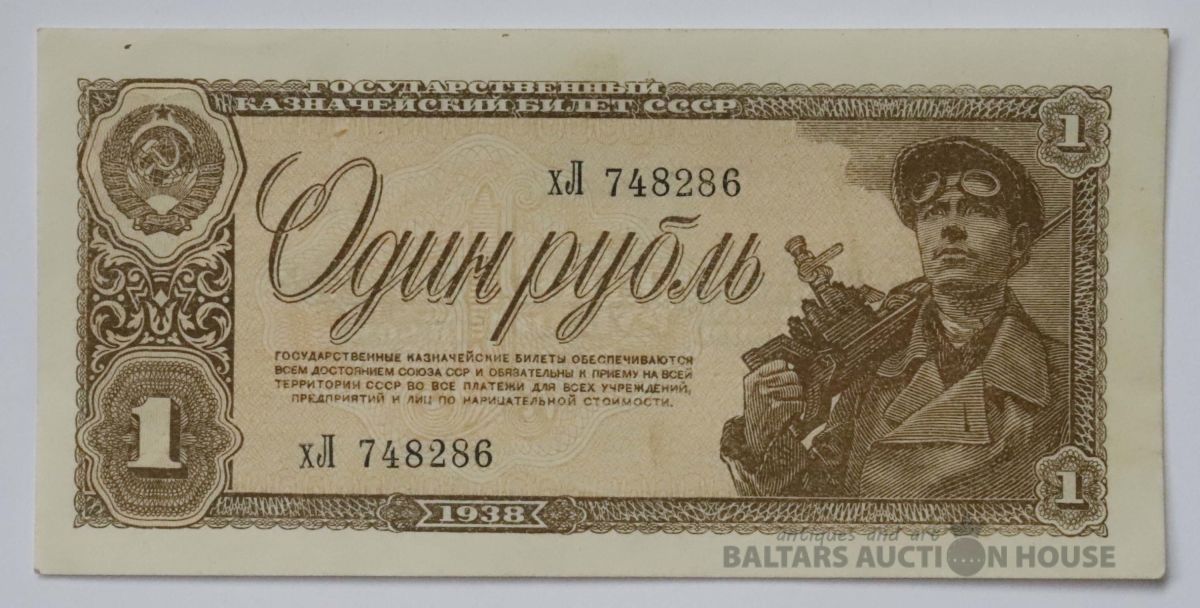 ГОСУДАРСТВЕННЫЙ
КАЗНАЧЕЙСКИЙ БИЛЕТ СССР
1
хЛ 748286
Один рубль
ГОСУДАРСТВЕННЫЕ КАЗНАЧЕЙСКИЕ БИЛЕТЫ ОБЕСПЕЧИВАЮТСЯ
ВСЕМ ДОСТОЯНИЕМ СОЮЗА ССР И ОБЯЗАТЕЛЬНЫ К ПРИЕМУ НА ВСЕЙ
ТЕРРИТОРИИ СССР ВО ВСЕ ПЛАТЕЖИ ДЛЯ ВСЕХ УЧРЕЖДЕНИЙ,
ПРЕДПРИЯТИЙ И ЛИЦ ПО НАРИЦАТЕЛЬНОЙ СТОИМОСТИ.
1
хЛ 748286
1
1938
antiques and art
BALTARS AUCTION HOUSE